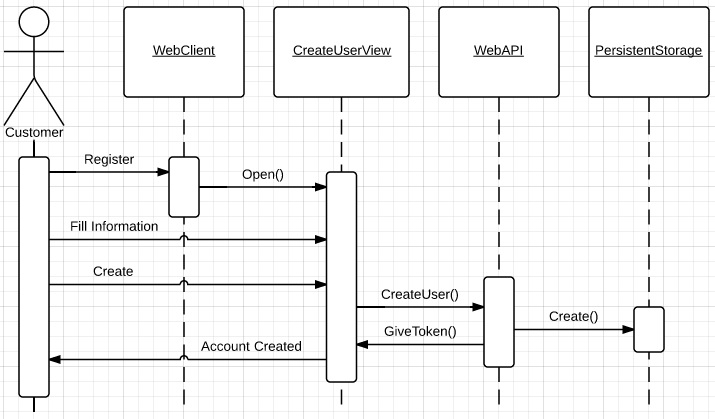 WebClient
CreateUserView
WebAPI
PersistentStorage
Customer
Register
Open()
Fill Information
Create
CreateUser()
Create()
GiveToken()
Account Created